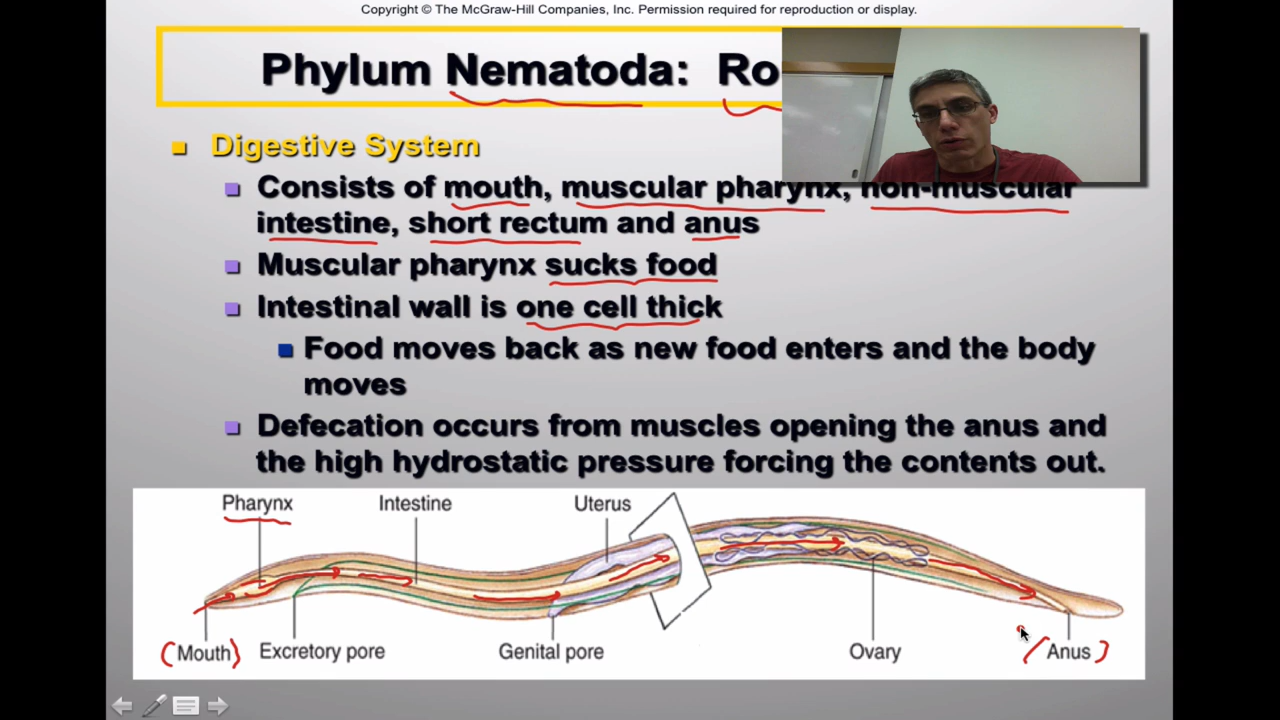 Copyright © The McGraw-Hill Companies, Inc. Permission required for reproduction or display.
Phylum Nematoda: Ro
Digestive System
Consists of mouth, muscular pharynx, non-muscular
intestine, short rectum and anus
Muscular pharynx sucks food
Intestinal wall is one cell thick
Food moves back as new food enters and the body
moves
Defecation occurs from muscles opening the anus and
the high hydrostatic pressure forcing the contents out.
Pharynx Intestine Uterus
Mouth Excretory pore Genital pore Ovary Anus